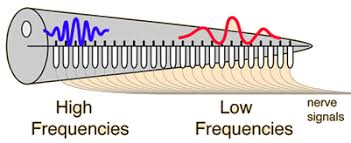 High
Frequencies
Low
Frequencies
nerve
signals